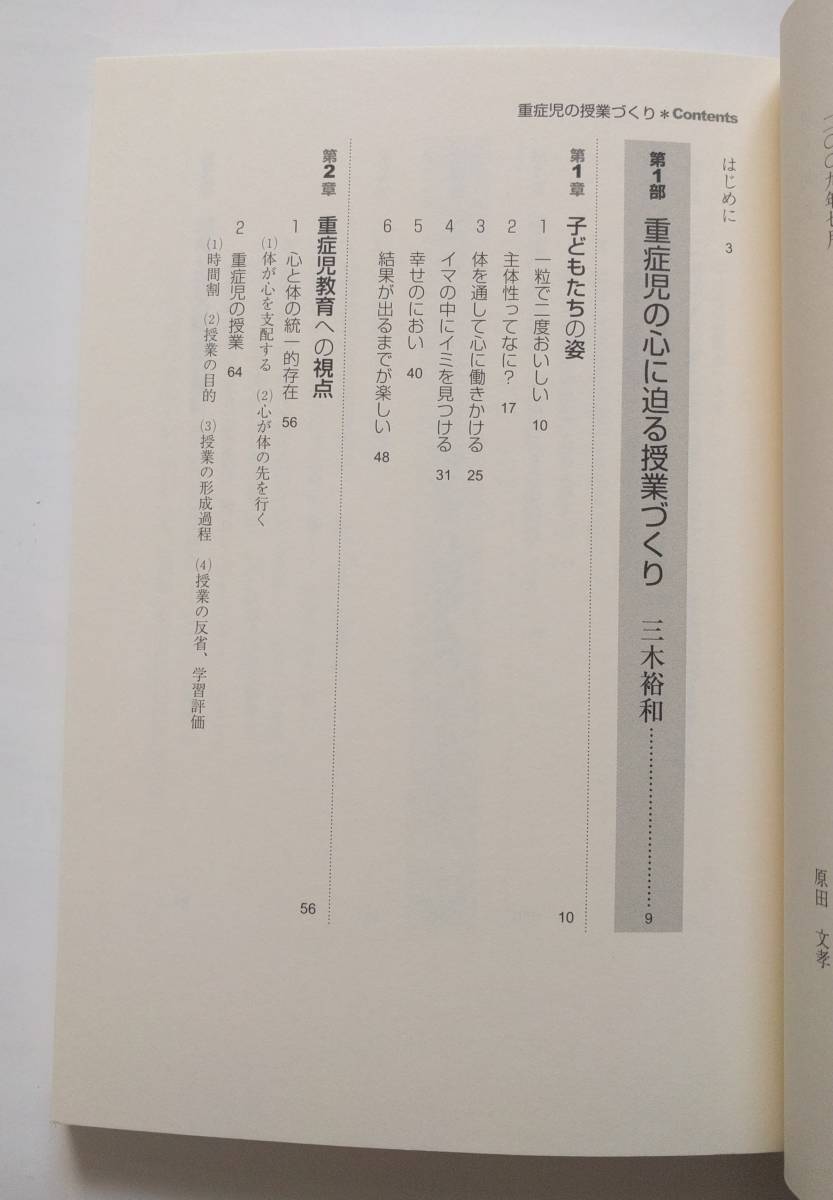 二〇〇九年七月
原田 文孝
重症児の授業づくり＊Contents
はじめに 3
第1部 重症児の心に迫る授業づくり 三木裕和…………………………9
第1章 子どもたちの姿 10
1 一粒で二度おいしい 10
2 主体性ってなに？ 17
3 体を通して心に働きかける 25
4 イマの中にイミを見つける 31
5 幸せのにおい 40
6 結果が出るまでが楽しい 48
第2章 重症児教育への視点 56
1 心と体の統一的存在 56
⑴体が心を支配する ⑵心が体の先を行く
2 重症児の授業 64
⑴時間割 ⑵授業の目的 ⑶授業の形成過程 ⑷授業の反省、学習評価